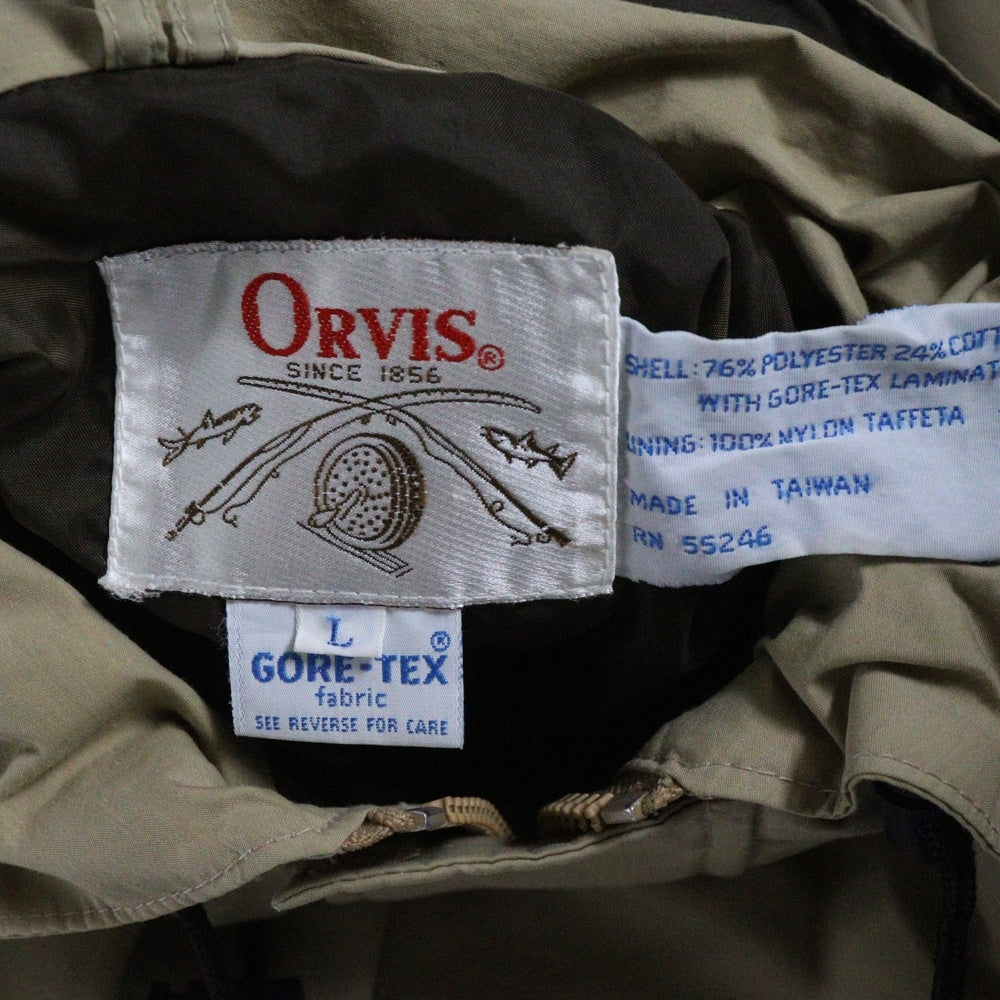 ORVIS®
SINCE 1856
L
GORE-TEX®
fabric
SEE REVERSE FOR CARE
SHELL: 76% POLYESTER 24% COTT
WITH GORE-TEX LAMINAT
INING: 100% NYLON TAFFETA
MADE IN TAIWAN
RN 55246